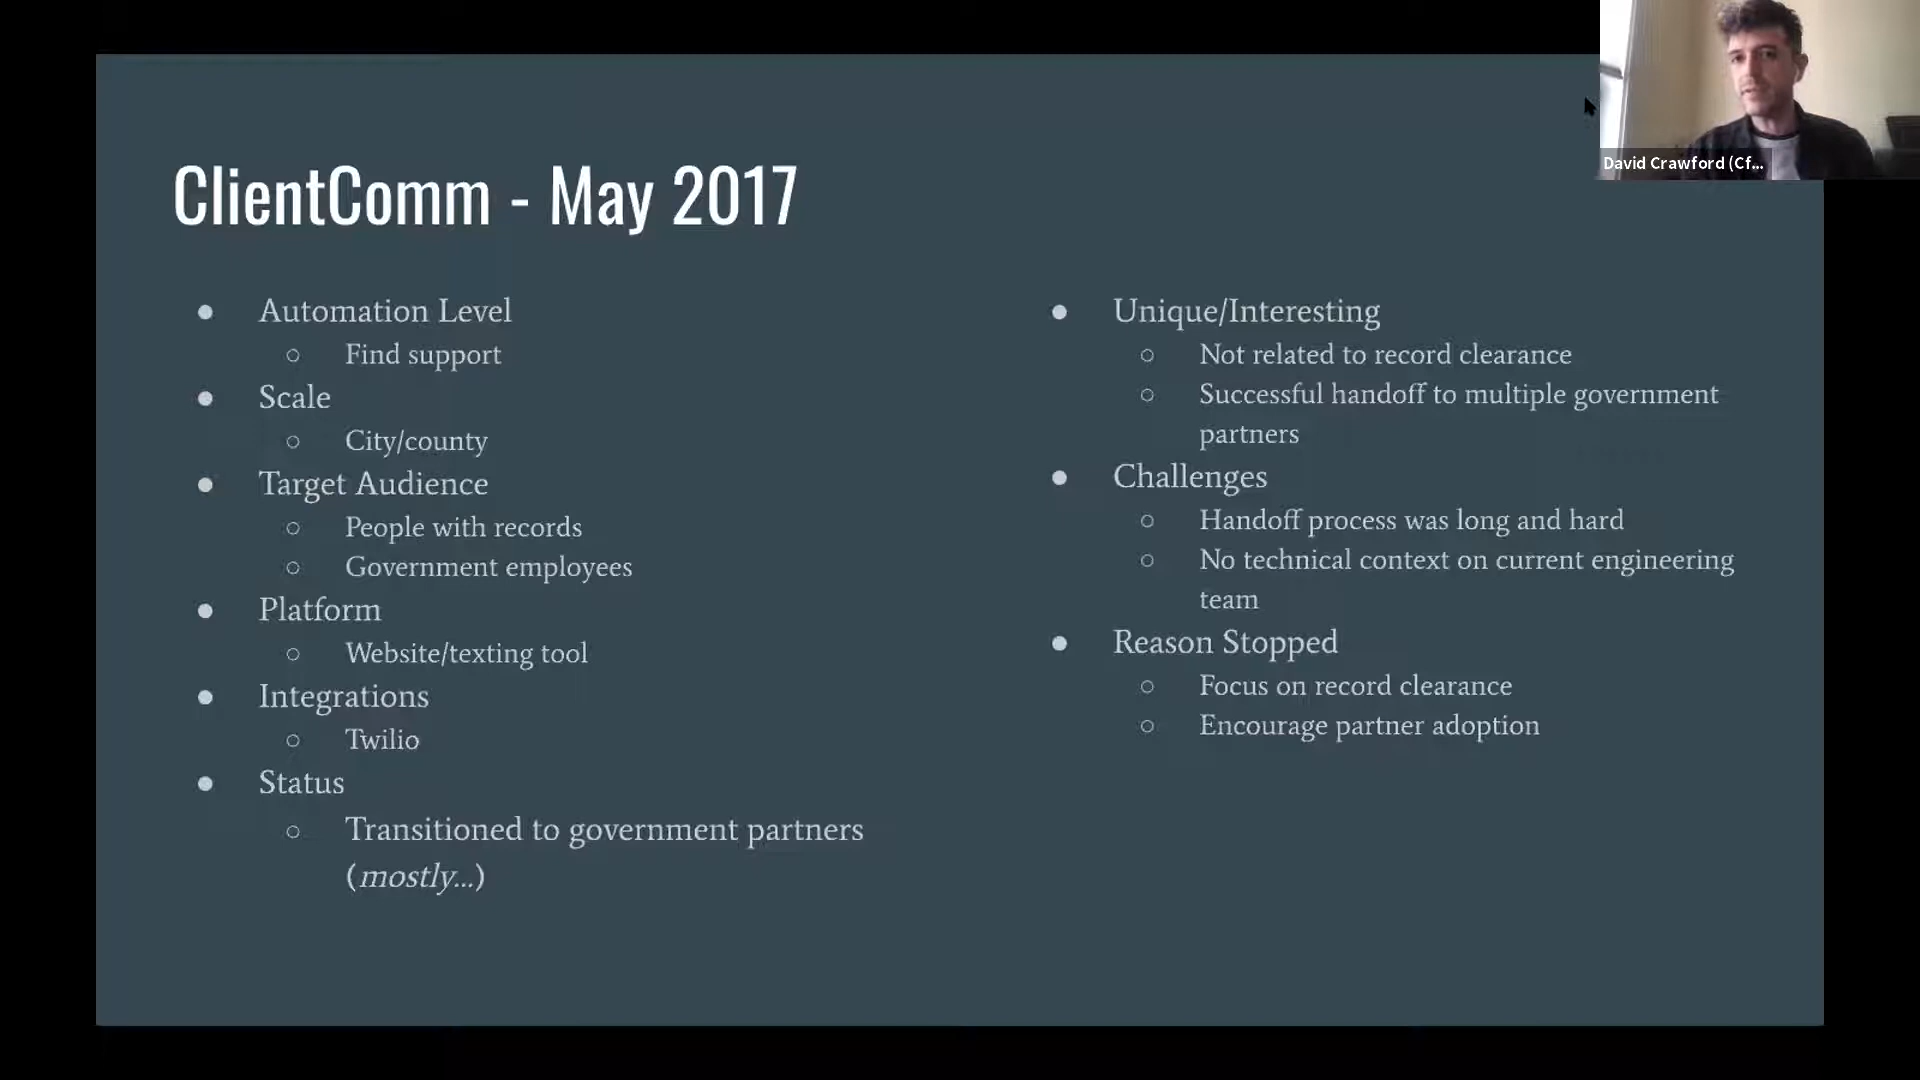 ClientComm - May 2017
Automation Level
Find support
Scale
City/county
Target Audience
People with records
Government employees
Platform
Website/texting tool
Integrations
Twilio
Status
Transitioned to government partners
(mostly...)
Unique/Interesting
Not related to record clearance
Successful handoff to multiple government
partners
Challenges
Handoff process was long and hard
No technical context on current engineering
team
Reason Stopped
Focus on record clearance
Encourage partner adoption
David Crawford (Cf...